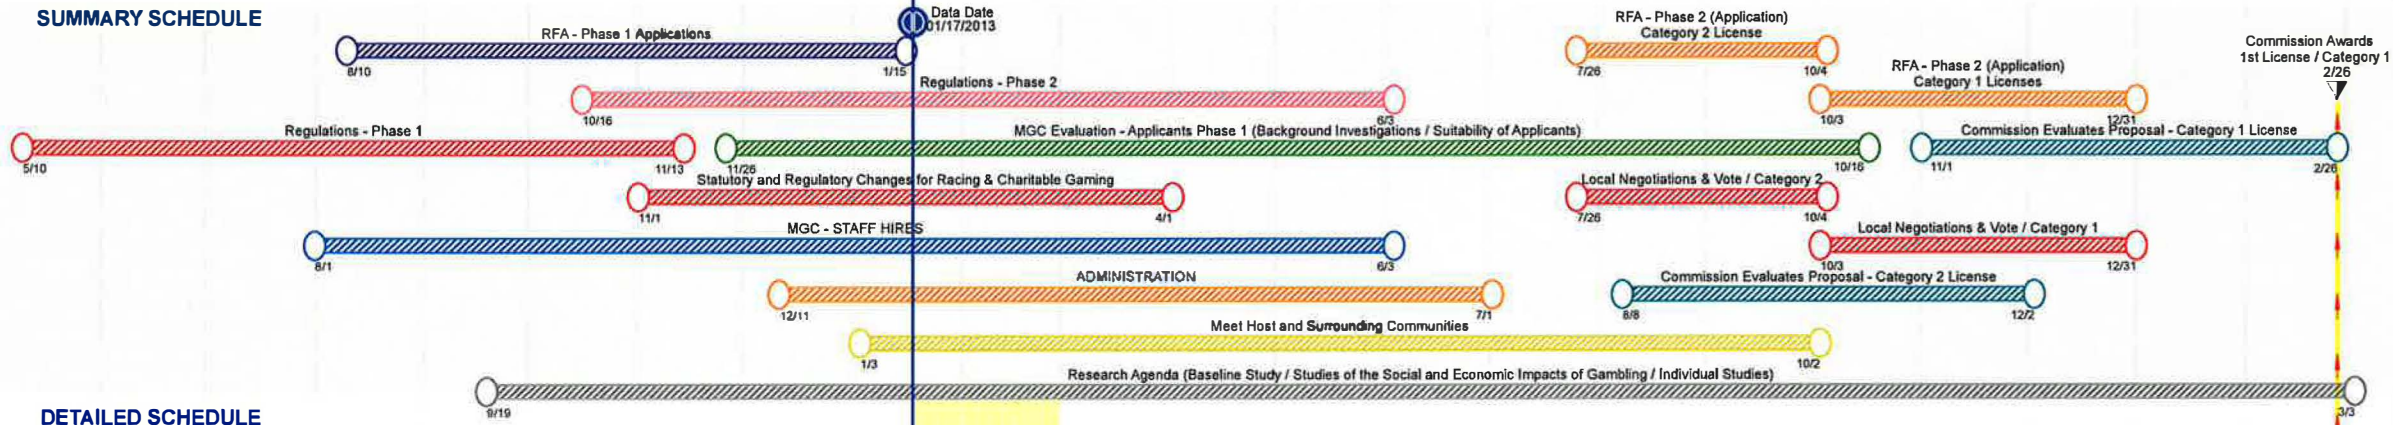 SUMMARY SCHEDULE
Data Date
01/17/2013
RFA - Phase 1 Applications
8/10
1/15
RFA - Phase 2 (Application)
Category 2 License
7/26
10/4
Commission Awards
1st License / Category 1
2/26
Regulations - Phase 2
10/16
6/3
RFA - Phase 2 (Application)
Category 1 Licenses
10/3
12/31
Regulations - Phase 1
5/10
11/13
MGC Evaluation - Applicants Phase 1 (Background Investigations / Suitability of Applicants)
11/26
10/16
Commission Evaluates Proposal - Category 1 License
11/1
2/26
Statutory and Regulatory Changes for Racing & Charitable Gaming
11/1
4/1
Local Negotiations & Vote / Category 2
7/26
10/4
MGC - STAFF HIRES
8/1
6/3
Local Negotiations & Vote / Category 1
10/3
12/31
ADMINISTRATION
12/11
7/1
Commission Evaluates Proposal - Category 2 License
8/8
12/2
Meet Host and Surrounding Communities
1/3
10/2
Research Agenda (Baseline Study / Studies of the Social and Economic Impacts of Gambling / Individual Studies)
9/19
3/3
DETAILED SCHEDULE